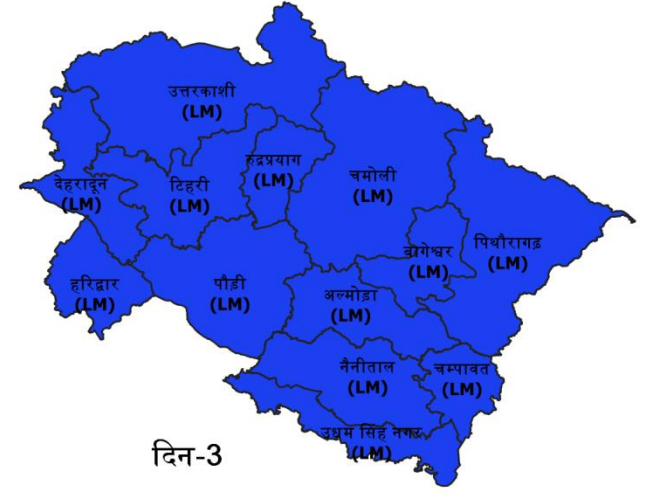 उत्तरकाशी
(LM)
रुद्रप्रयाग
(LM)
चमोली
(LM)
देहरादून
(LM)
टिहरी
(LM)
पिथौरागढ़
(LM)
बागेश्वर
(LM)
हरिद्वार
(LM)
पौड़ी
(LM)
अल्मोड़ा
(LM)
नैनीताल
(LM)
चम्पावत
(LM)
उधम सिंह नगर
(LM)
दिन-3